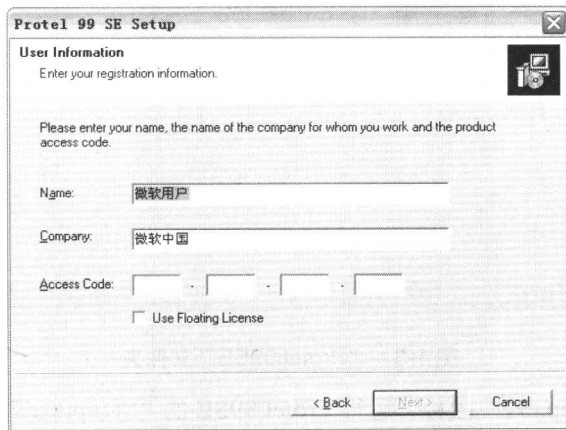 Protel 99 SE Setup
User Information
Enter your registration information.
Please enter your name, the name of the company for whom you work and the product
access code.
Name: 微软用户
Company: 微软中国
Access Code: - - -
Use Floating License
< Back Next > Cancel